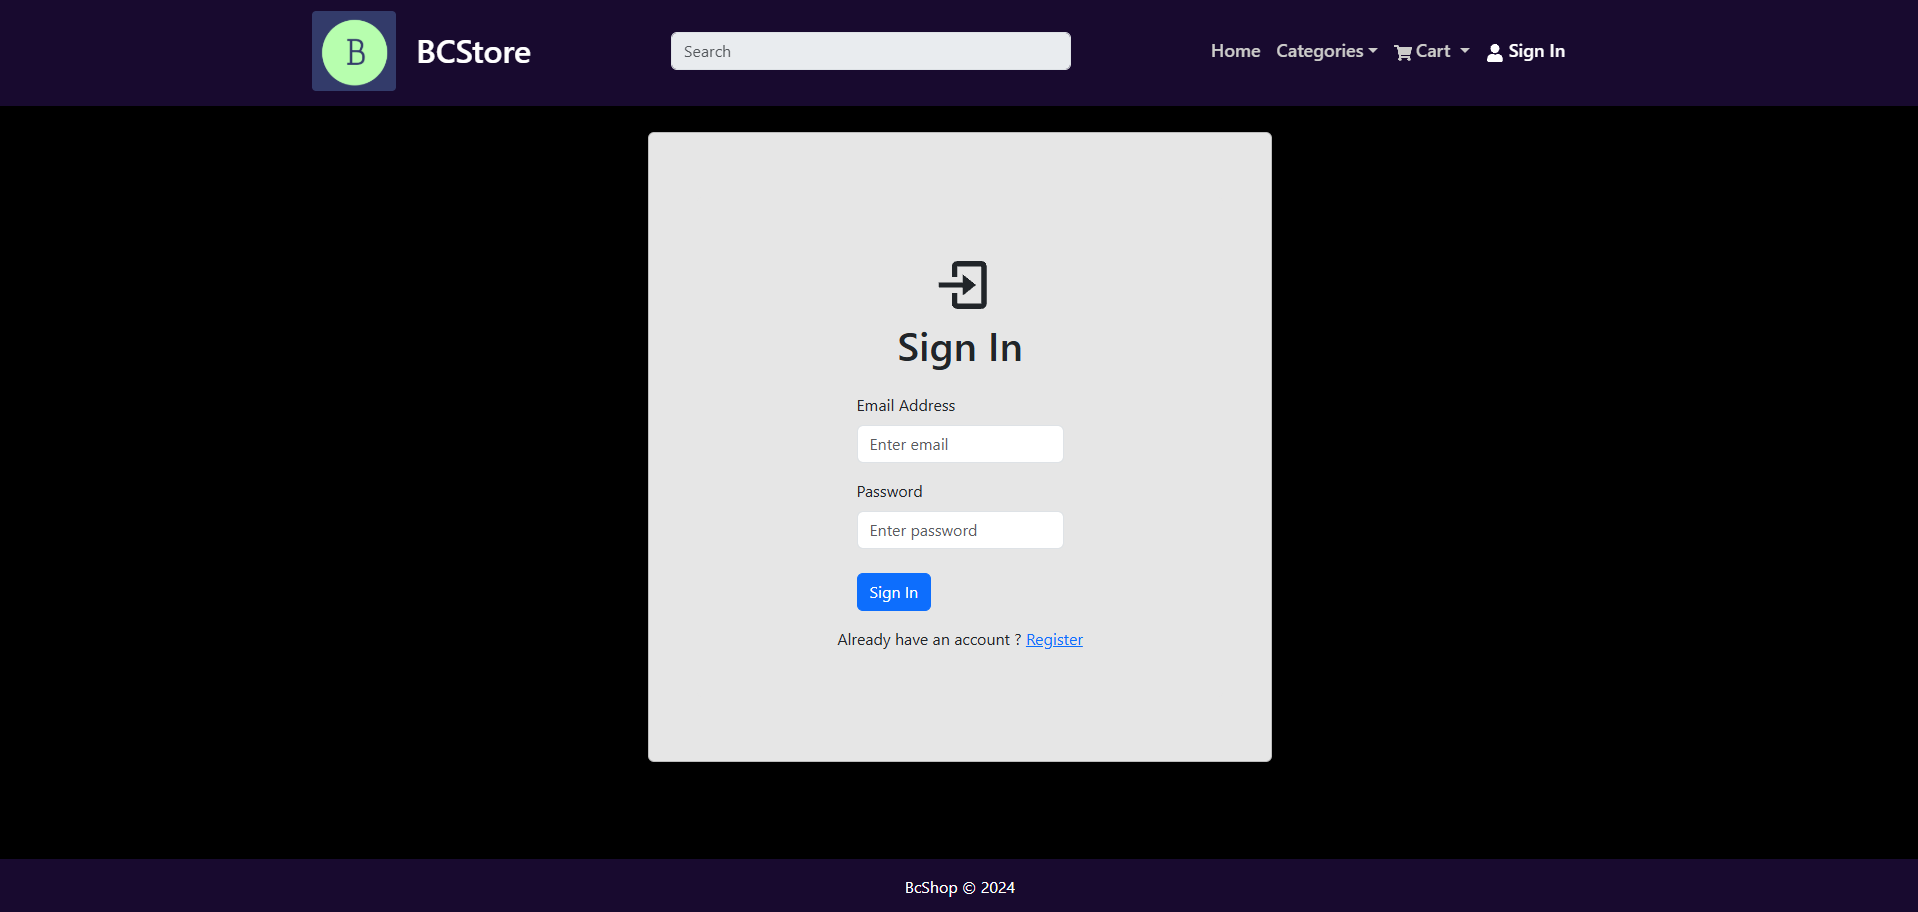 B
BCStore
Search
Home Categories Cart Sign In
Sign In
Email Address
Enter email
Password
Enter password
Sign In
Already have an account ? Register
BcShop © 2024